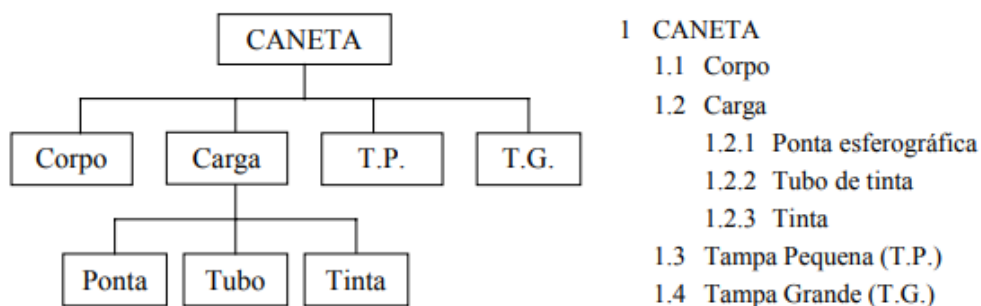 CANETA
Corpo
Carga
T.P.
T.G.
Ponta
Tubo
Tinta
1 CANETA
1.1 Corpo
1.2 Carga
1.2.1 Ponta esferográfica
1.2.2 Tubo de tinta
1.2.3 Tinta
1.3 Tampa Pequena (T.P.)
1.4 Tampa Grande (T.G.)